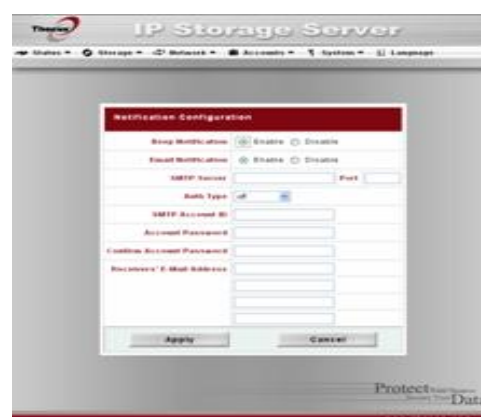 Thecus IP Storage Server
Status Storage Network Accounts System Language
Notification Configuration
Beep Notification Enable Disable
Email Notification Enable Disable
SMTP Server Port
Auth Type off
SMTP Account ID
Account Password
Confirm Account Password
Receivers' E-Mail Address
Apply Cancel
Protect
Data